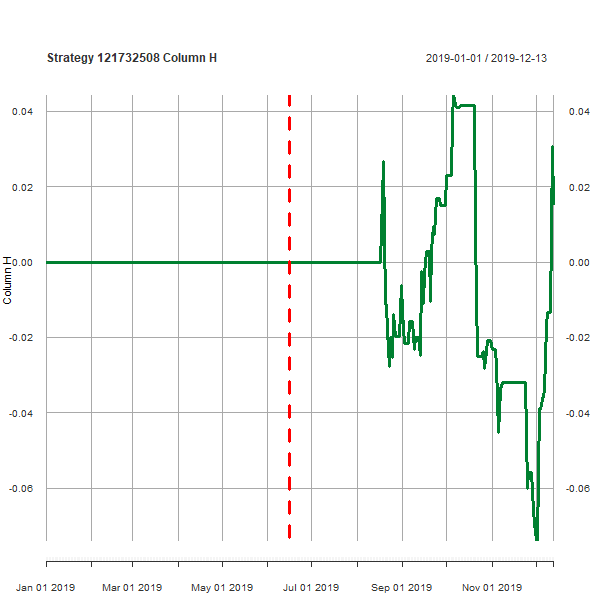 Strategy 121732508 Column H 2019-01-01 / 2019-12-13
0.04 0.04
0.02 0.02
0.00 0.00
-0.02 -0.02
-0.04 -0.04
-0.06 -0.06
Column H
Jan 01 2019 Mar 01 2019 May 01 2019 Jul 01 2019 Sep 01 2019 Nov 01 2019